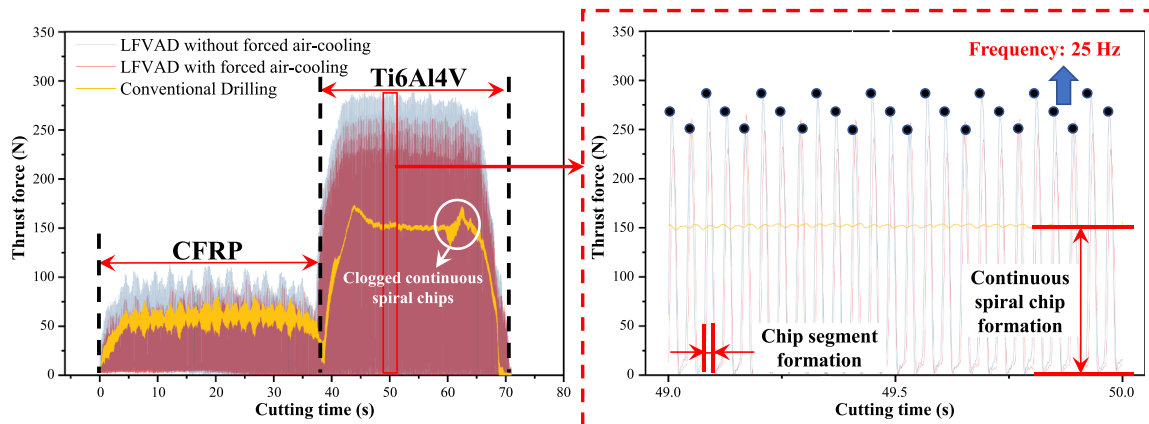 350
300
250
200
150
100
50
0
Thrust force (N)
LFVAD without forced air-cooling
LFVAD with forced air-cooling
Conventional Drilling
Ti6Al4V
CFRP
Clogged continuous
spiral chips
0
10
20
30
40
50
60
70
80
Cutting time (s)
350
300
250
200
150
100
50
0
Thrust force (N)
Frequency: 25 Hz
Continuous
spiral chip
formation
Chip segment
formation
49.0
49.5
50.0
Cutting time (s)